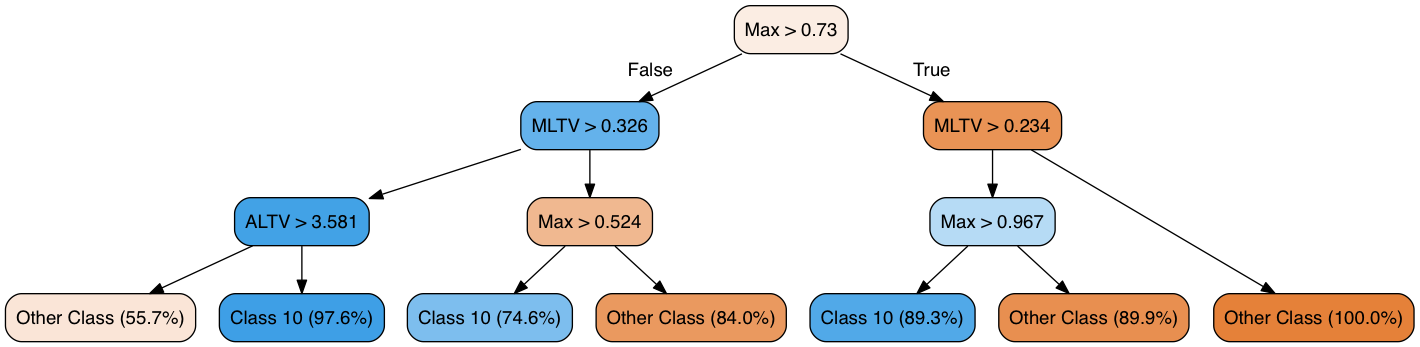 Max > 0.73
False
True
MLTV > 0.326
MLTV > 0.234
ALTV > 3.581
Max > 0.524
Max > 0.967
Other Class (55.7%)
Class 10 (97.6%)
Class 10 (74.6%)
Other Class (84.0%)
Class 10 (89.3%)
Other Class (89.9%)
Other Class (100.0%)